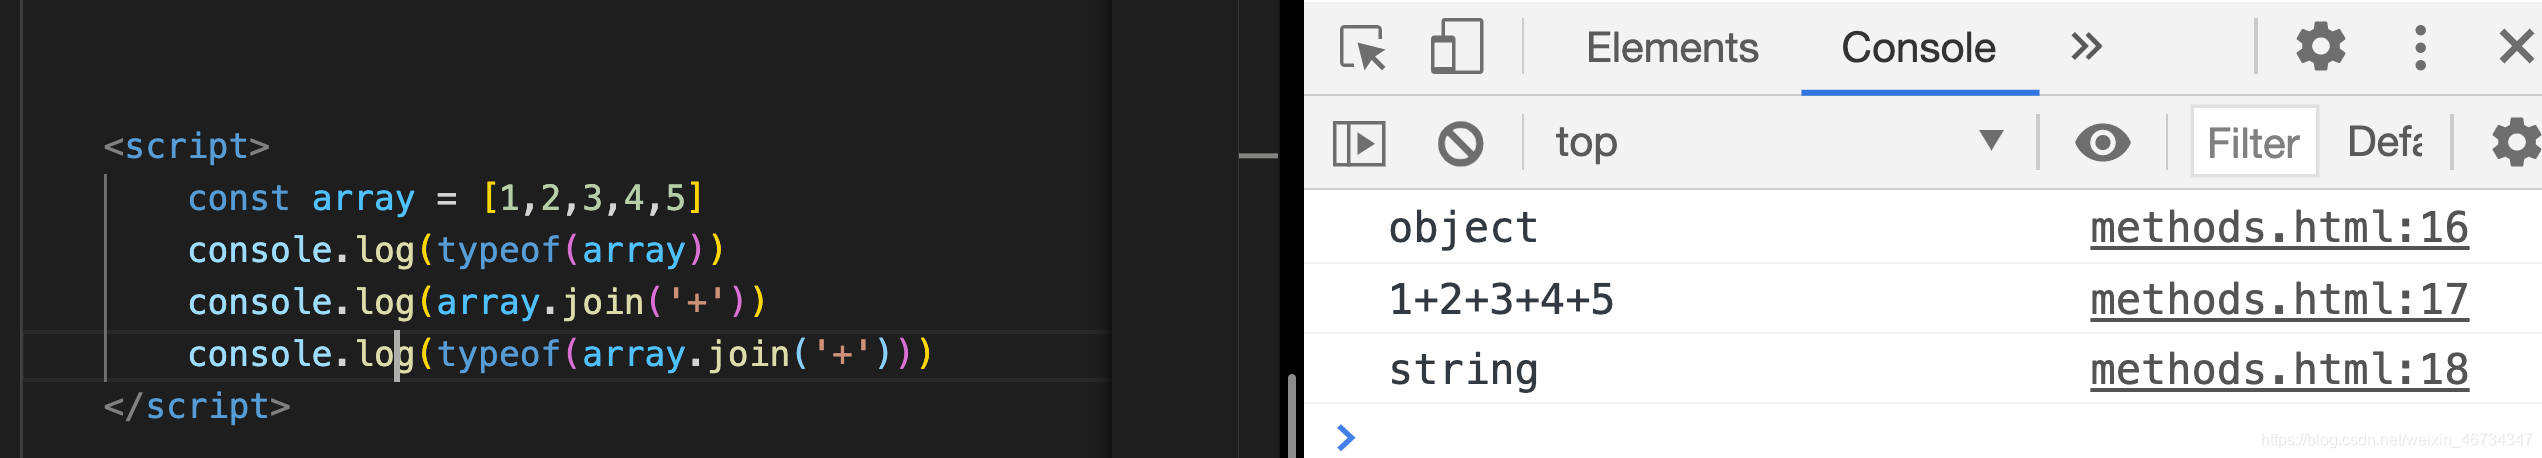 <script>
const array = [1,2,3,4,5]
console.log(typeof(array))
console.log(array.join('+'))
console.log(typeof(array.join('+')))
</script>
Elements Console
top Filter Defa
object methods.html:16
1+2+3+4+5 methods.html:17
string methods.html:18
https://blog.csdn.net/weixin_46734347